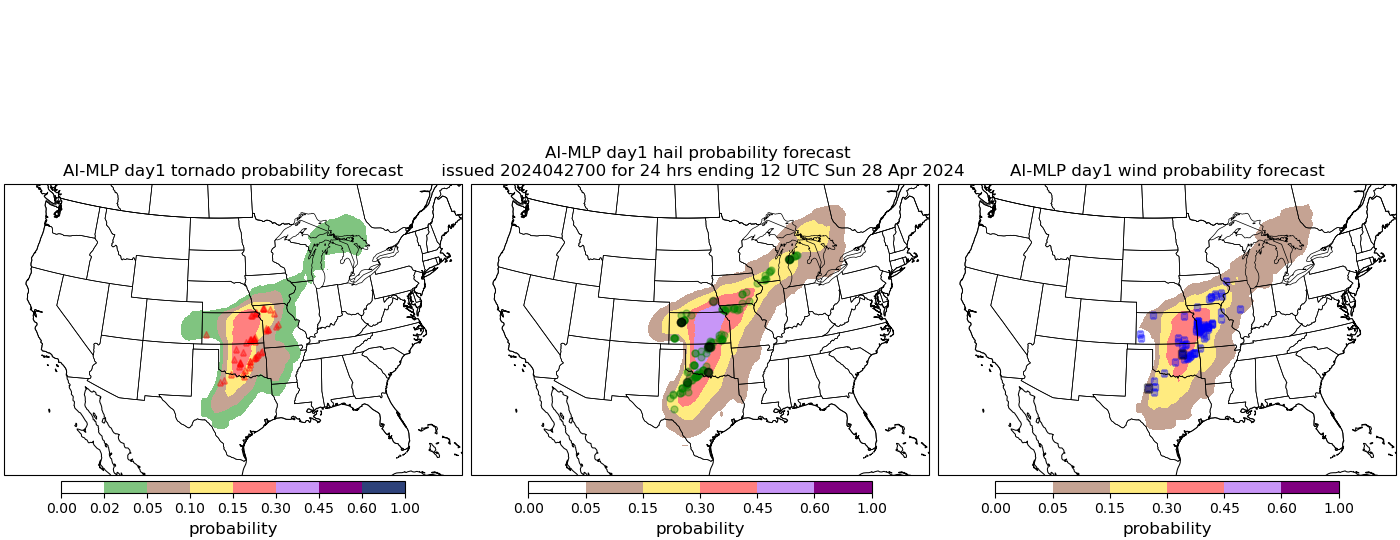 AI-MLP day1 hail probability forecast
AI-MLP day1 tornado probability forecast
issued 2024042700 for 24 hrs ending 12 UTC Sun 28 Apr 2024
AI-MLP day1 wind probability forecast
0.00 0.02 0.05 0.10 0.15 0.30 0.45 0.60 1.00
probability
0.00 0.05 0.15 0.30 0.45 0.60 1.00
probability
0.00 0.05 0.15 0.30 0.45 0.60 1.00
probability